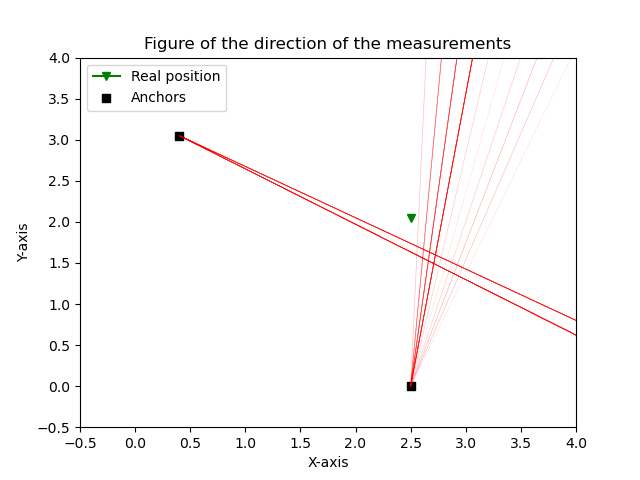 Figure of the direction of the measurements
Real position
Anchors
4.0
3.5
3.0
2.5
2.0
1.5
1.0
0.5
0.0
−0.5
Y-axis
−0.5 0.0 0.5 1.0 1.5 2.0 2.5 3.0 3.5 4.0
X-axis